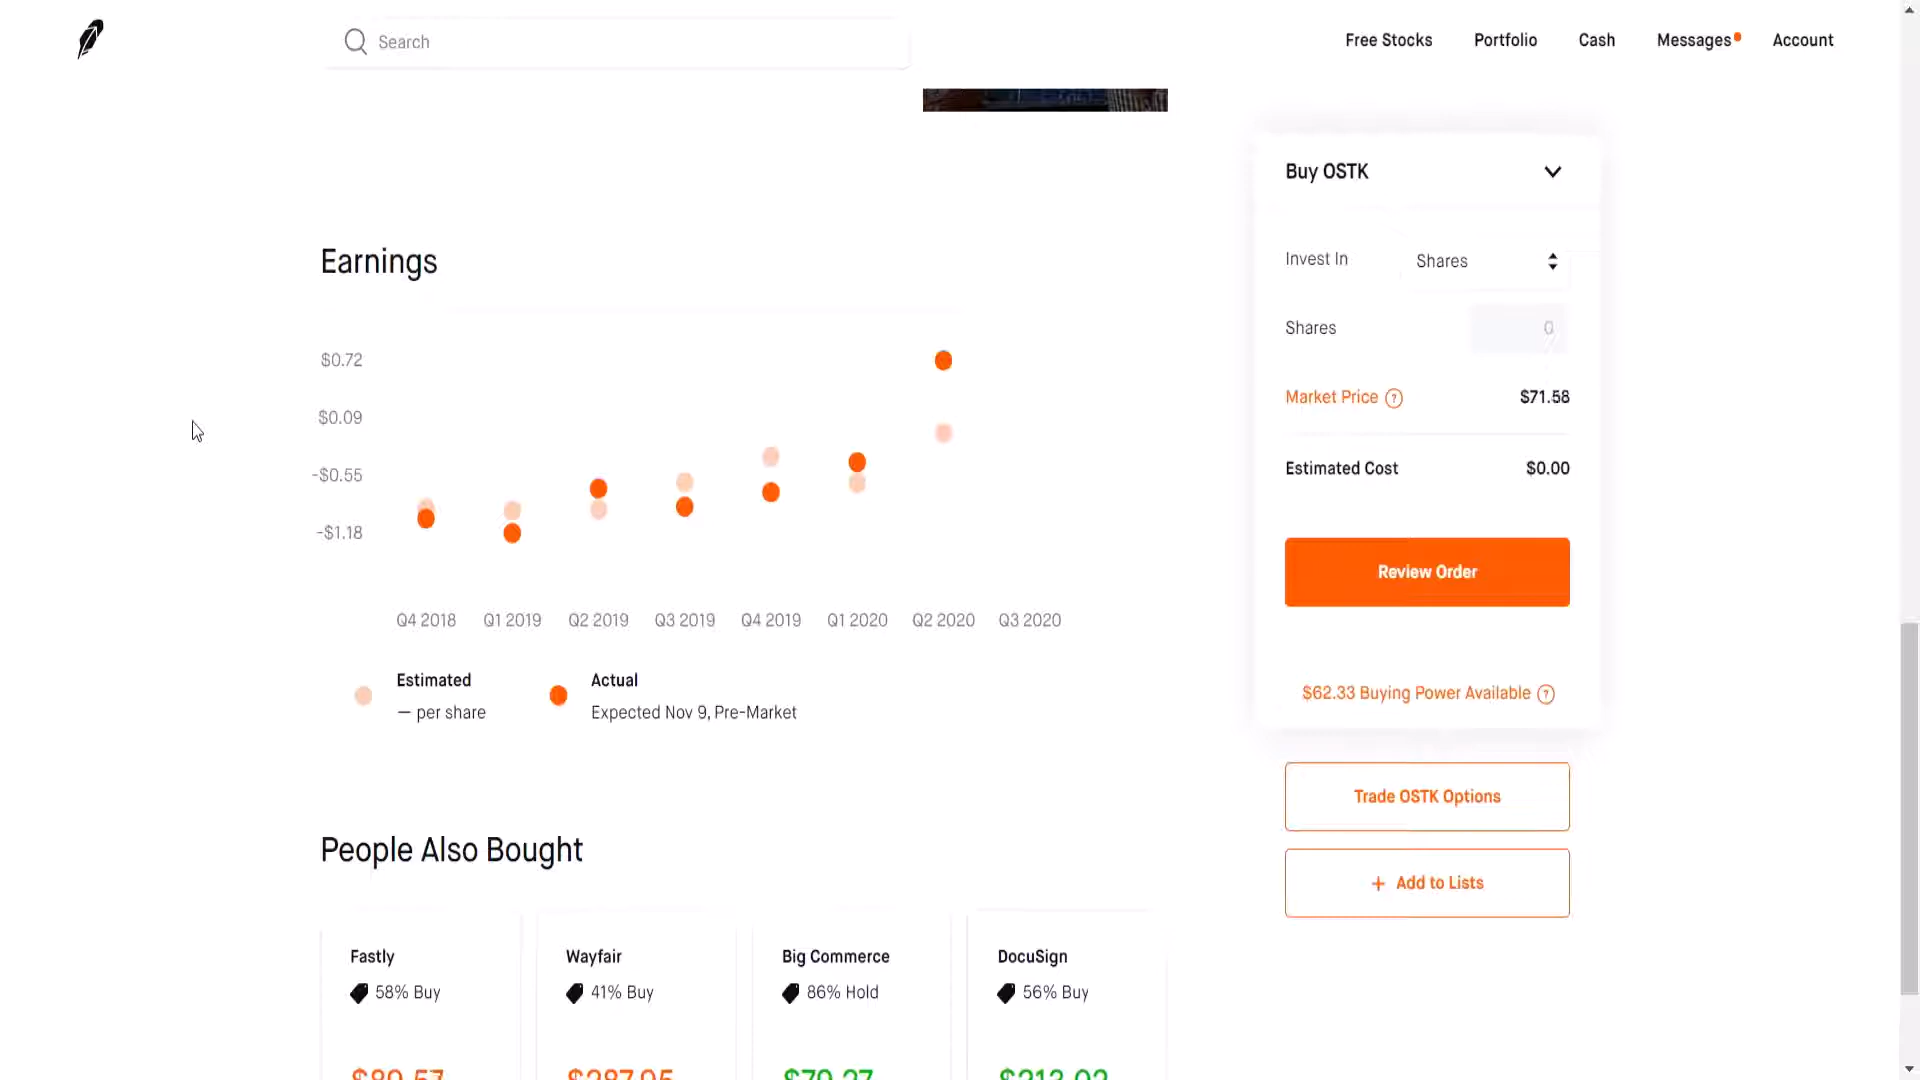 Search
Free Stocks
Portfolio
Cash
Messages
Account
Buy OSTK
Invest In
Shares
Shares
0
Market Price ?
$71.58
Estimated Cost
$0.00
Review Order
$62.33 Buying Power Available ?
Trade OSTK Options
+ Add to Lists
Earnings
$0.72
$0.09
-$0.55
-$1.18
Q4 2018
Q1 2019
Q2 2019
Q3 2019
Q4 2019
Q1 2020
Q2 2020
Q3 2020
Estimated
— per share
Actual
Expected Nov 9, Pre-Market
People Also Bought
Fastly
58% Buy
Wayfair
41% Buy
Big Commerce
86% Hold
DocuSign
56% Buy